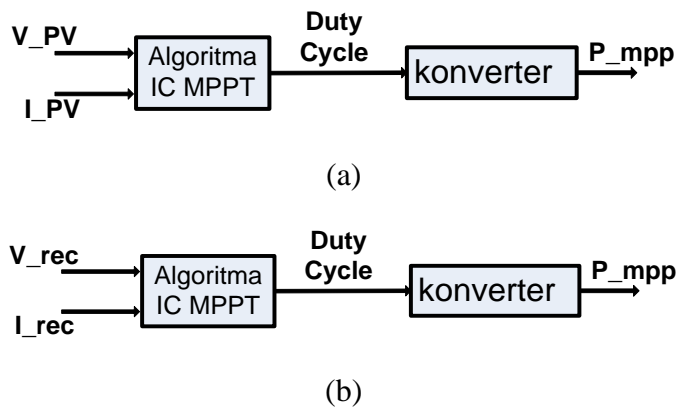 V_PV
I_PV
Algoritma
IC MPPT
Duty
Cycle
konverter
P_mpp
(a)
V_rec
I_rec
Algoritma
IC MPPT
Duty
Cycle
konverter
P_mpp
(b)